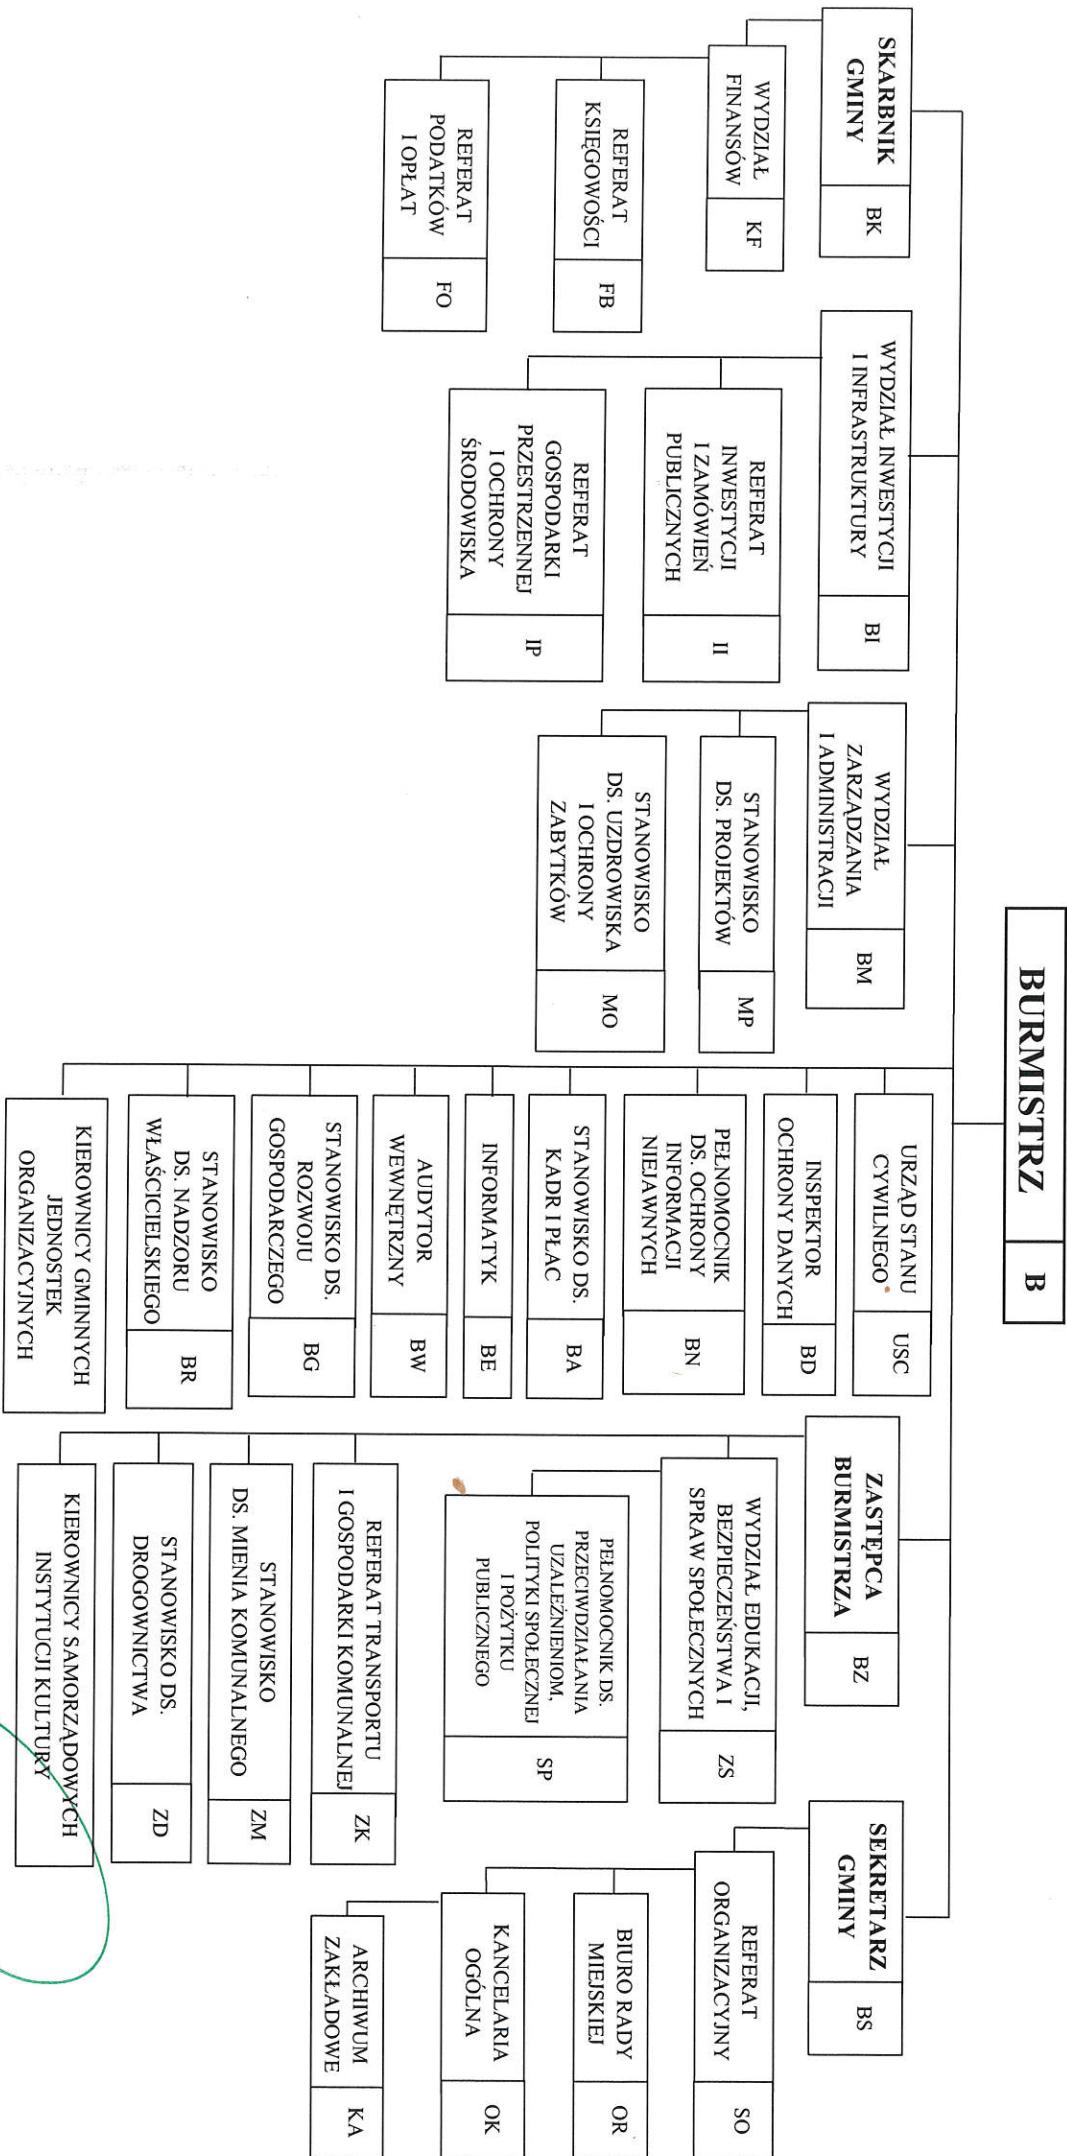 BURMISTRZ
B
SKARBNIK
GMINY
BK
WYDZIAŁ
FINANSÓW
KF
REFERAT
KSIĘGOWOŚCI
FB
REFERAT
PODATKÓW
I OPŁAT
FO
WYDZIAŁ INWESTYCJI
I INFRASTRUKTURY
BI
REFERAT
INWESTYCJI
I ZAMÓWIEŃ
PUBLICZNYCH
II
REFERAT
GOSPODARKI
PRZESTRZENNEJ
I OCHRONY
ŚRODOWISKA
IP
WYDZIAŁ
ZARZĄDZANIA
I ADMINISTRACJI
BM
STANOWISKO
DS. PROJEKTÓW
MP
STANOWISKO
DS. UZDROWISKA
I OCHRONY
ZABYTKÓW
MO
URZĄD STANU
CYWILNEGO
USC
INSPEKTOR
OCHRONY DANYCH
BD
PEŁNOMOCNIK
DS. OCHRONY
INFORMACJI
NIEJAWNYCH
BN
STANOWISKO DS.
KADR I PŁAC
BA
INFORMATYK
BE
AUDYTOR
WEWNĘTRZNY
BW
STANOWISKO DS.
ROZWOJU
GOSPODARCZEGO
BG
STANOWISKO
DS. NADZORU
WŁAŚCICIELSKIEGO
BR
KIEROWNICY GMINNYCH
JEDNOSTEK
ORGANIZACYJNYCH
ZASTĘPCA
BURMISTRZA
BZ
WYDZIAŁ EDUKACJI,
BEZPIECZEŃSTWA I
SPRAW SPOŁECZNYCH
ZS
PEŁNOMOCNIK DS.
PRZECIWDZIAŁANIA
UZALEŻNIENIOM,
POLITYKI SPOŁECZNEJ
I POŻYTKU
PUBLICZNEGO
SP
REFERAT TRANSPORTU
I GOSPODARKI KOMUNALNEJ
ZK
STANOWISKO
DS. MIENIA KOMUNALNEGO
ZM
STANOWISKO DS.
DROGOWNICTWA
ZD
KIEROWNICY SAMORZĄDOWYCH
INSTYTUCJI KULTURY
SEKRETARZ
GMINY
BS
REFERAT
ORGANIZACYJNY
SO
BIURO RADY
MIEJSKIEJ
OR
KANCELARIA
OGÓLNA
OK
ARCHIWUM
ZAKŁADOWE
KA